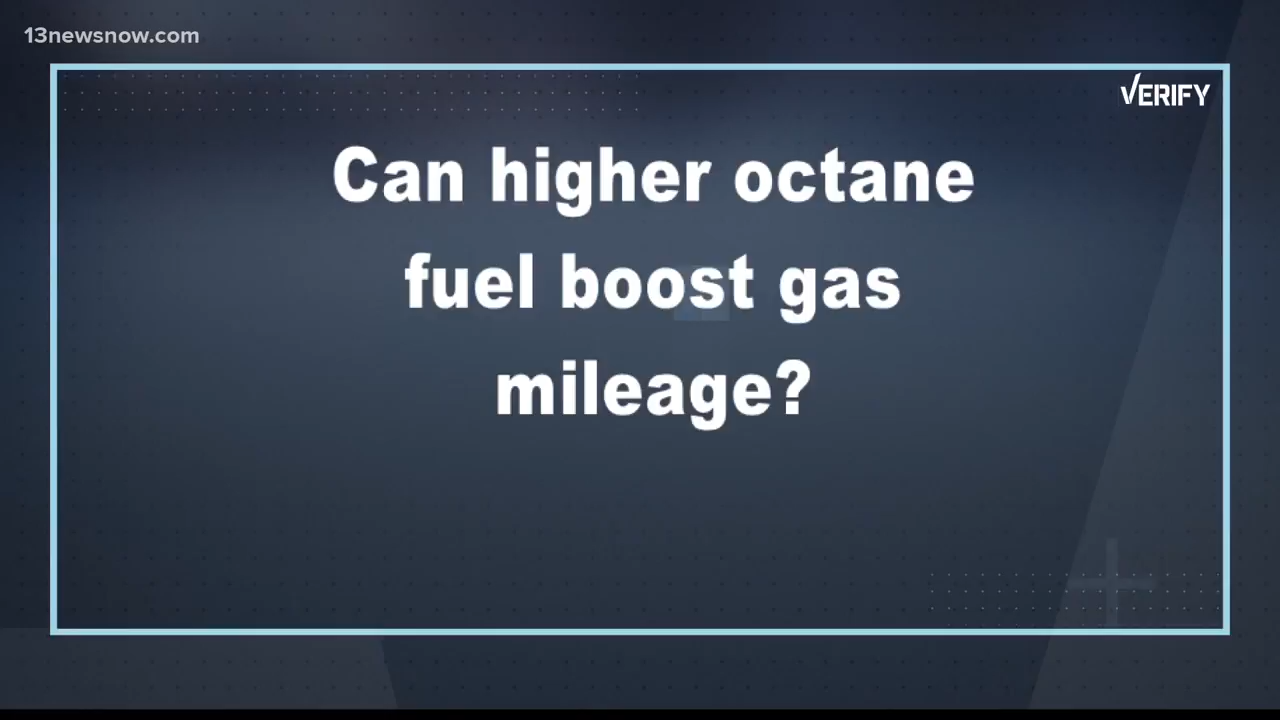 13newsnow.com
VERIFY
Can higher octane
fuel boost gas
mileage?